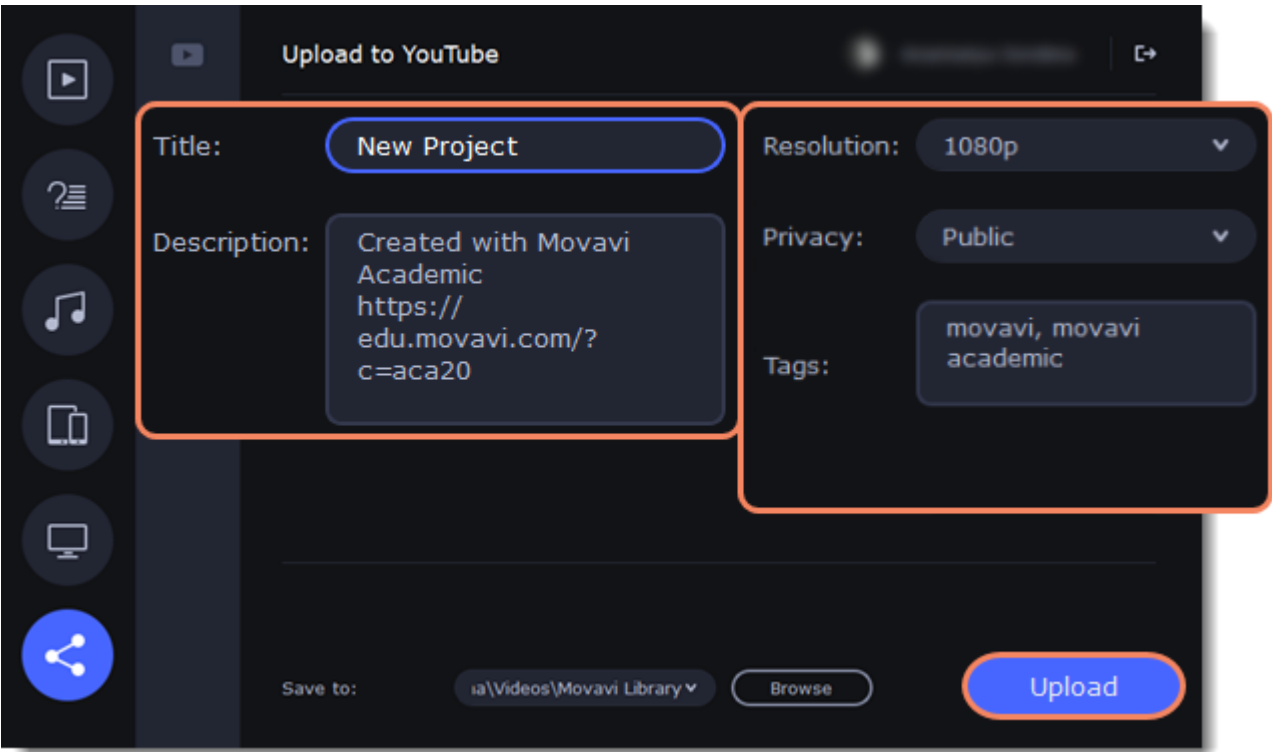 Upload to YouTube
Title:
New Project
Description:
Created with Movavi
Academic
https://
edu.movavi.com/?
c=aca20
Resolution:
1080p
Privacy:
Public
Tags:
movavi, movavi
academic
Save to:
\Videos\Movavi Library
Browse
Upload